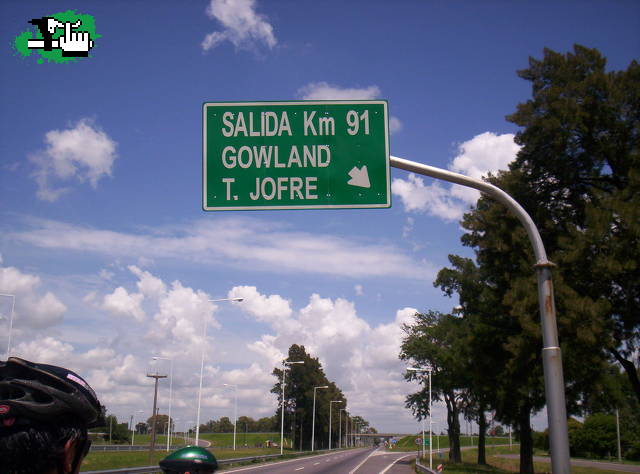 SALIDA Km 91
GOWLAND
T. JOFRE